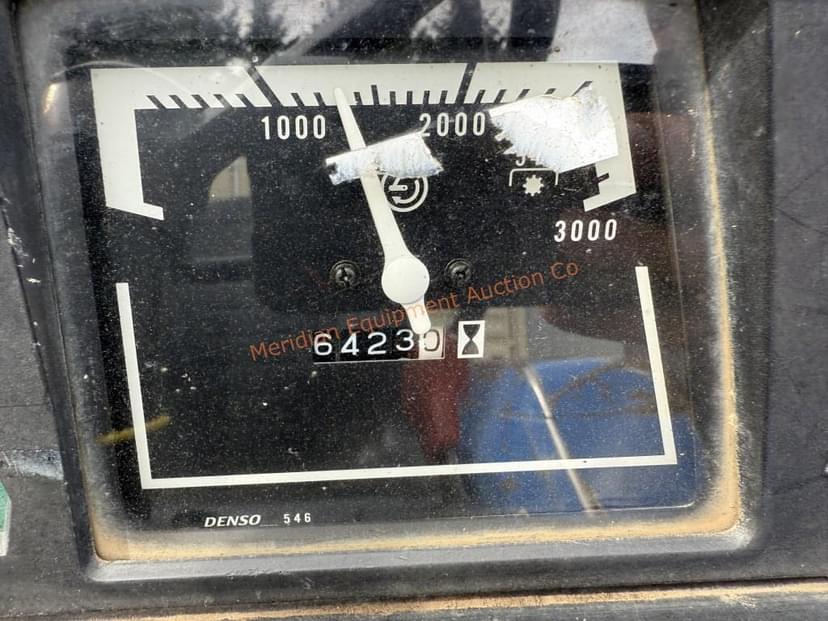 1000 2000
3000
Meridian Equipment Auction Co
64230
DENSO 546